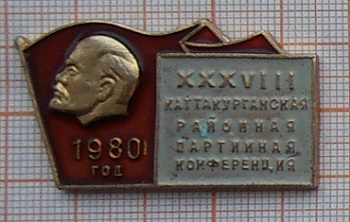 1980
ГОД
XXXVIII
КАТТАКУРГАНСКАЯ
РАЙОННАЯ
ПАРТИЙНАЯ
КОНФЕРЕНЦИЯ